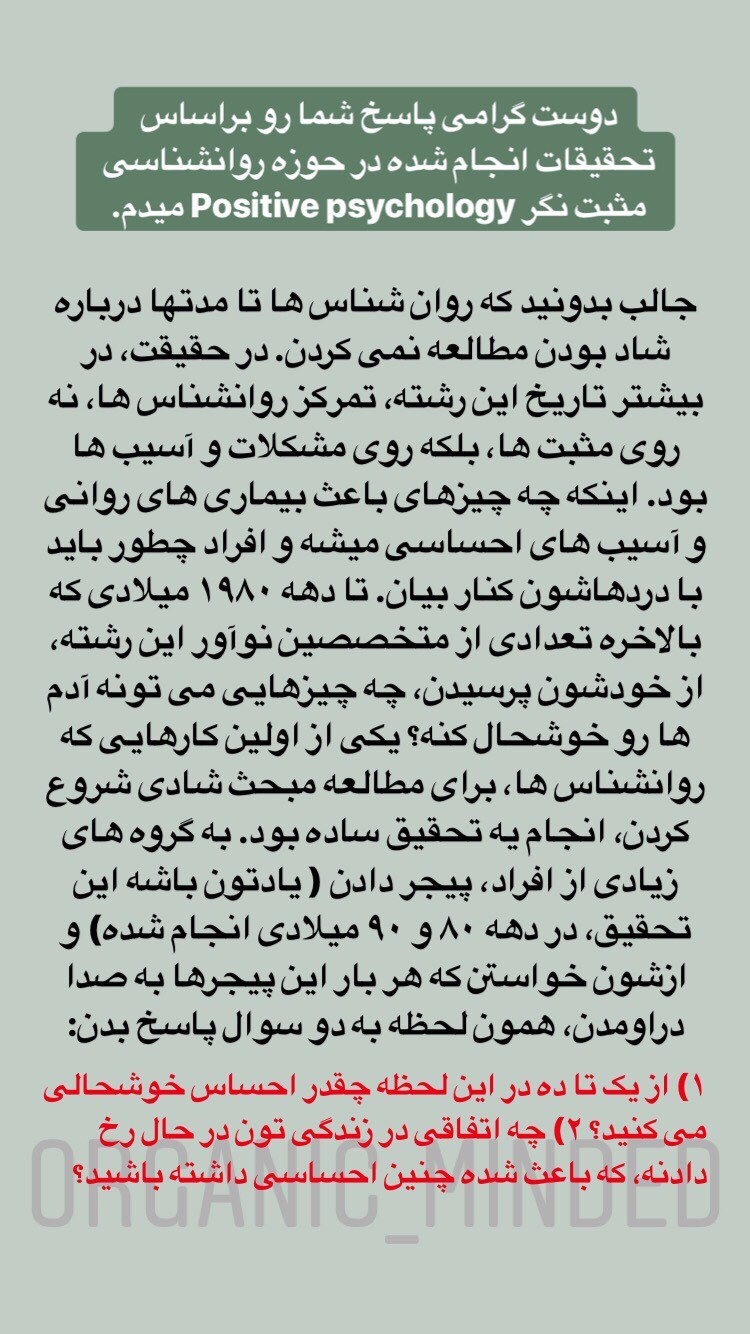 دوست گرامی پاسخ شما رو براساس
تحقیقات انجام شده در حوزه روانشناسی
مثبت نگر Positive psychology میدم.
جالب بدونید که روان شناس ها تا مدتها درباره
شاد بودن مطالعه نمی کردن. در حقیقت، در
بیشتر تاریخ این رشته، تمرکز روانشناس ها، نه
روی مثبت ها، بلکه روی مشکلات و آسیب ها
بود. اینکه چه چیزهای باعث بیماری های روانی
و آسیب های احساسی میشه و افراد چطور باید
با دردهاشون کنار بیان. تا دهه ۱۹۸۰ میلادی که
بالاخره تعدادی از متخصصین نوآور این رشته،
از خودشون پرسیدن، چه چیزهایی می تونه آدم
ها رو خوشحال کنه؟ یکی از اولین کارهایی که
روانشناس ها، برای مطالعه مبحث شادی شروع
کردن، انجام یه تحقیق ساده بود. به گروه های
زیادی از افراد، پیجر دادن ( یادتون باشه این
تحقیق، در دهه ۸۰ و ۹۰ میلادی انجام شده) و
ازشون خواستن که هر بار این پیجرها به صدا
دراومدن، همون لحظه به دو سوال پاسخ بدن:
۱) از یک تا ده در این لحظه چقدر احساس خوشحالی
می کنید؟ ۲) چه اتفاقی در زندگی تون در حال رخ
دادنه، که باعث شده چنین احساسی داشته باشید؟
ORGANIC_MINDED